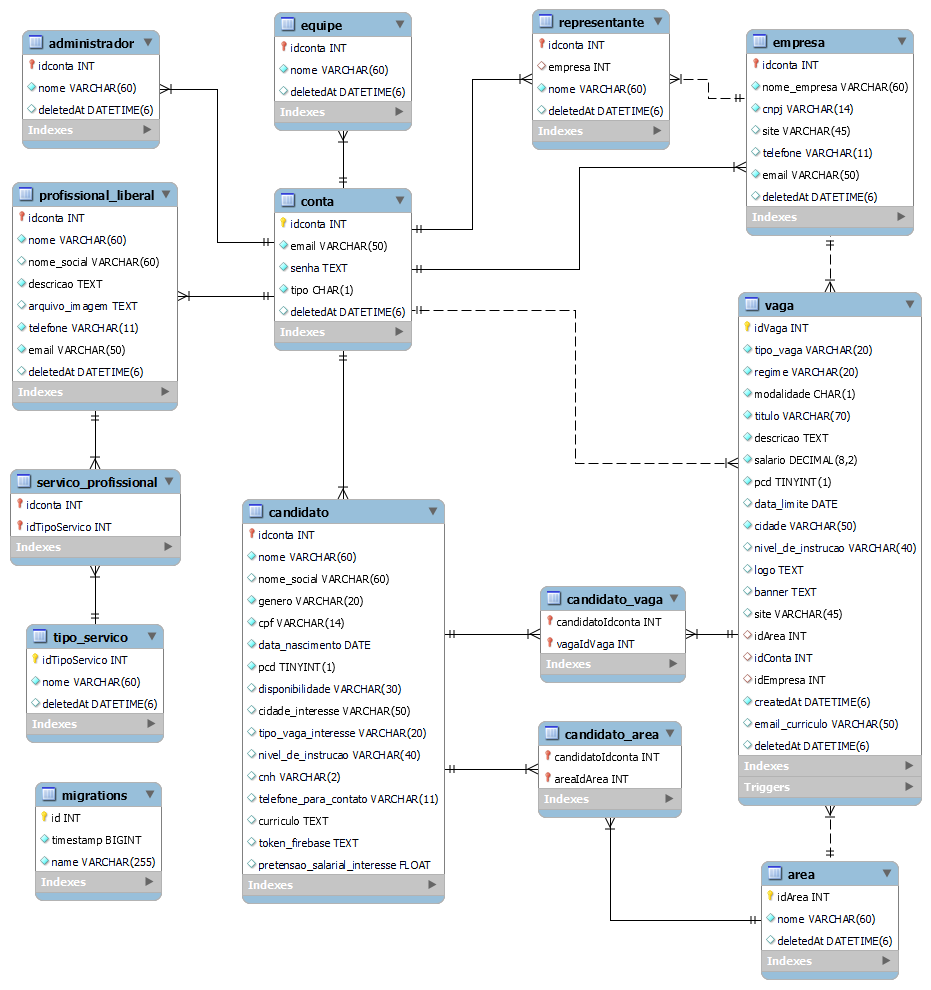 administrador
idconta INT
nome VARCHAR(60)
deletedAt DATETIME(6)
Indexes
equipe
idconta INT
nome VARCHAR(60)
deletedAt DATETIME(6)
Indexes
representante
idconta INT
empresa INT
nome VARCHAR(60)
deletedAt DATETIME(6)
Indexes
empresa
idconta INT
nome_empresa VARCHAR(60)
cnpj VARCHAR(14)
site VARCHAR(45)
telefone VARCHAR(11)
email VARCHAR(50)
deletedAt DATETIME(6)
Indexes
profissional_liberal
idconta INT
nome VARCHAR(60)
nome_social VARCHAR(60)
descricao TEXT
arquivo_imagem TEXT
telefone VARCHAR(11)
email VARCHAR(50)
deletedAt DATETIME(6)
Indexes
conta
idconta INT
email VARCHAR(50)
senha TEXT
tipo CHAR(1)
deletedAt DATETIME(6)
Indexes
vaga
idVaga INT
tipo_vaga VARCHAR(20)
regime VARCHAR(20)
modalidade CHAR(1)
titulo VARCHAR(70)
descricao TEXT
salario DECIMAL(8,2)
pcd TINYINT(1)
data_limite DATE
cidade VARCHAR(50)
nivel_de_instrucao VARCHAR(40)
logo TEXT
banner TEXT
site VARCHAR(45)
idArea INT
idConta INT
idEmpresa INT
createdAt DATETIME(6)
email_curriculo VARCHAR(50)
deletedAt DATETIME(6)
Indexes
Triggers
servico_profissional
idconta INT
idTipoServico INT
Indexes
candidato
idconta INT
nome VARCHAR(60)
nome_social VARCHAR(60)
genero VARCHAR(20)
cpf VARCHAR(14)
data_nascimento DATE
pcd TINYINT(1)
disponibilidade VARCHAR(30)
cidade_interesse VARCHAR(50)
tipo_vaga_interesse VARCHAR(20)
nivel_de_instrucao VARCHAR(40)
cnh VARCHAR(2)
telefone_para_contato VARCHAR(11)
curriculo TEXT
token_firebase TEXT
pretensao_salarial_interesse FLOAT
Indexes
candidato_vaga
candidatoIdconta INT
vagaIdVaga INT
Indexes
tipo_servico
idTipoServico INT
nome VARCHAR(60)
deletedAt DATETIME(6)
Indexes
candidato_area
candidatoIdconta INT
areaIdArea INT
Indexes
migrations
id INT
timestamp BIGINT
name VARCHAR(255)
Indexes
area
idArea INT
nome VARCHAR(60)
deletedAt DATETIME(6)
Indexes